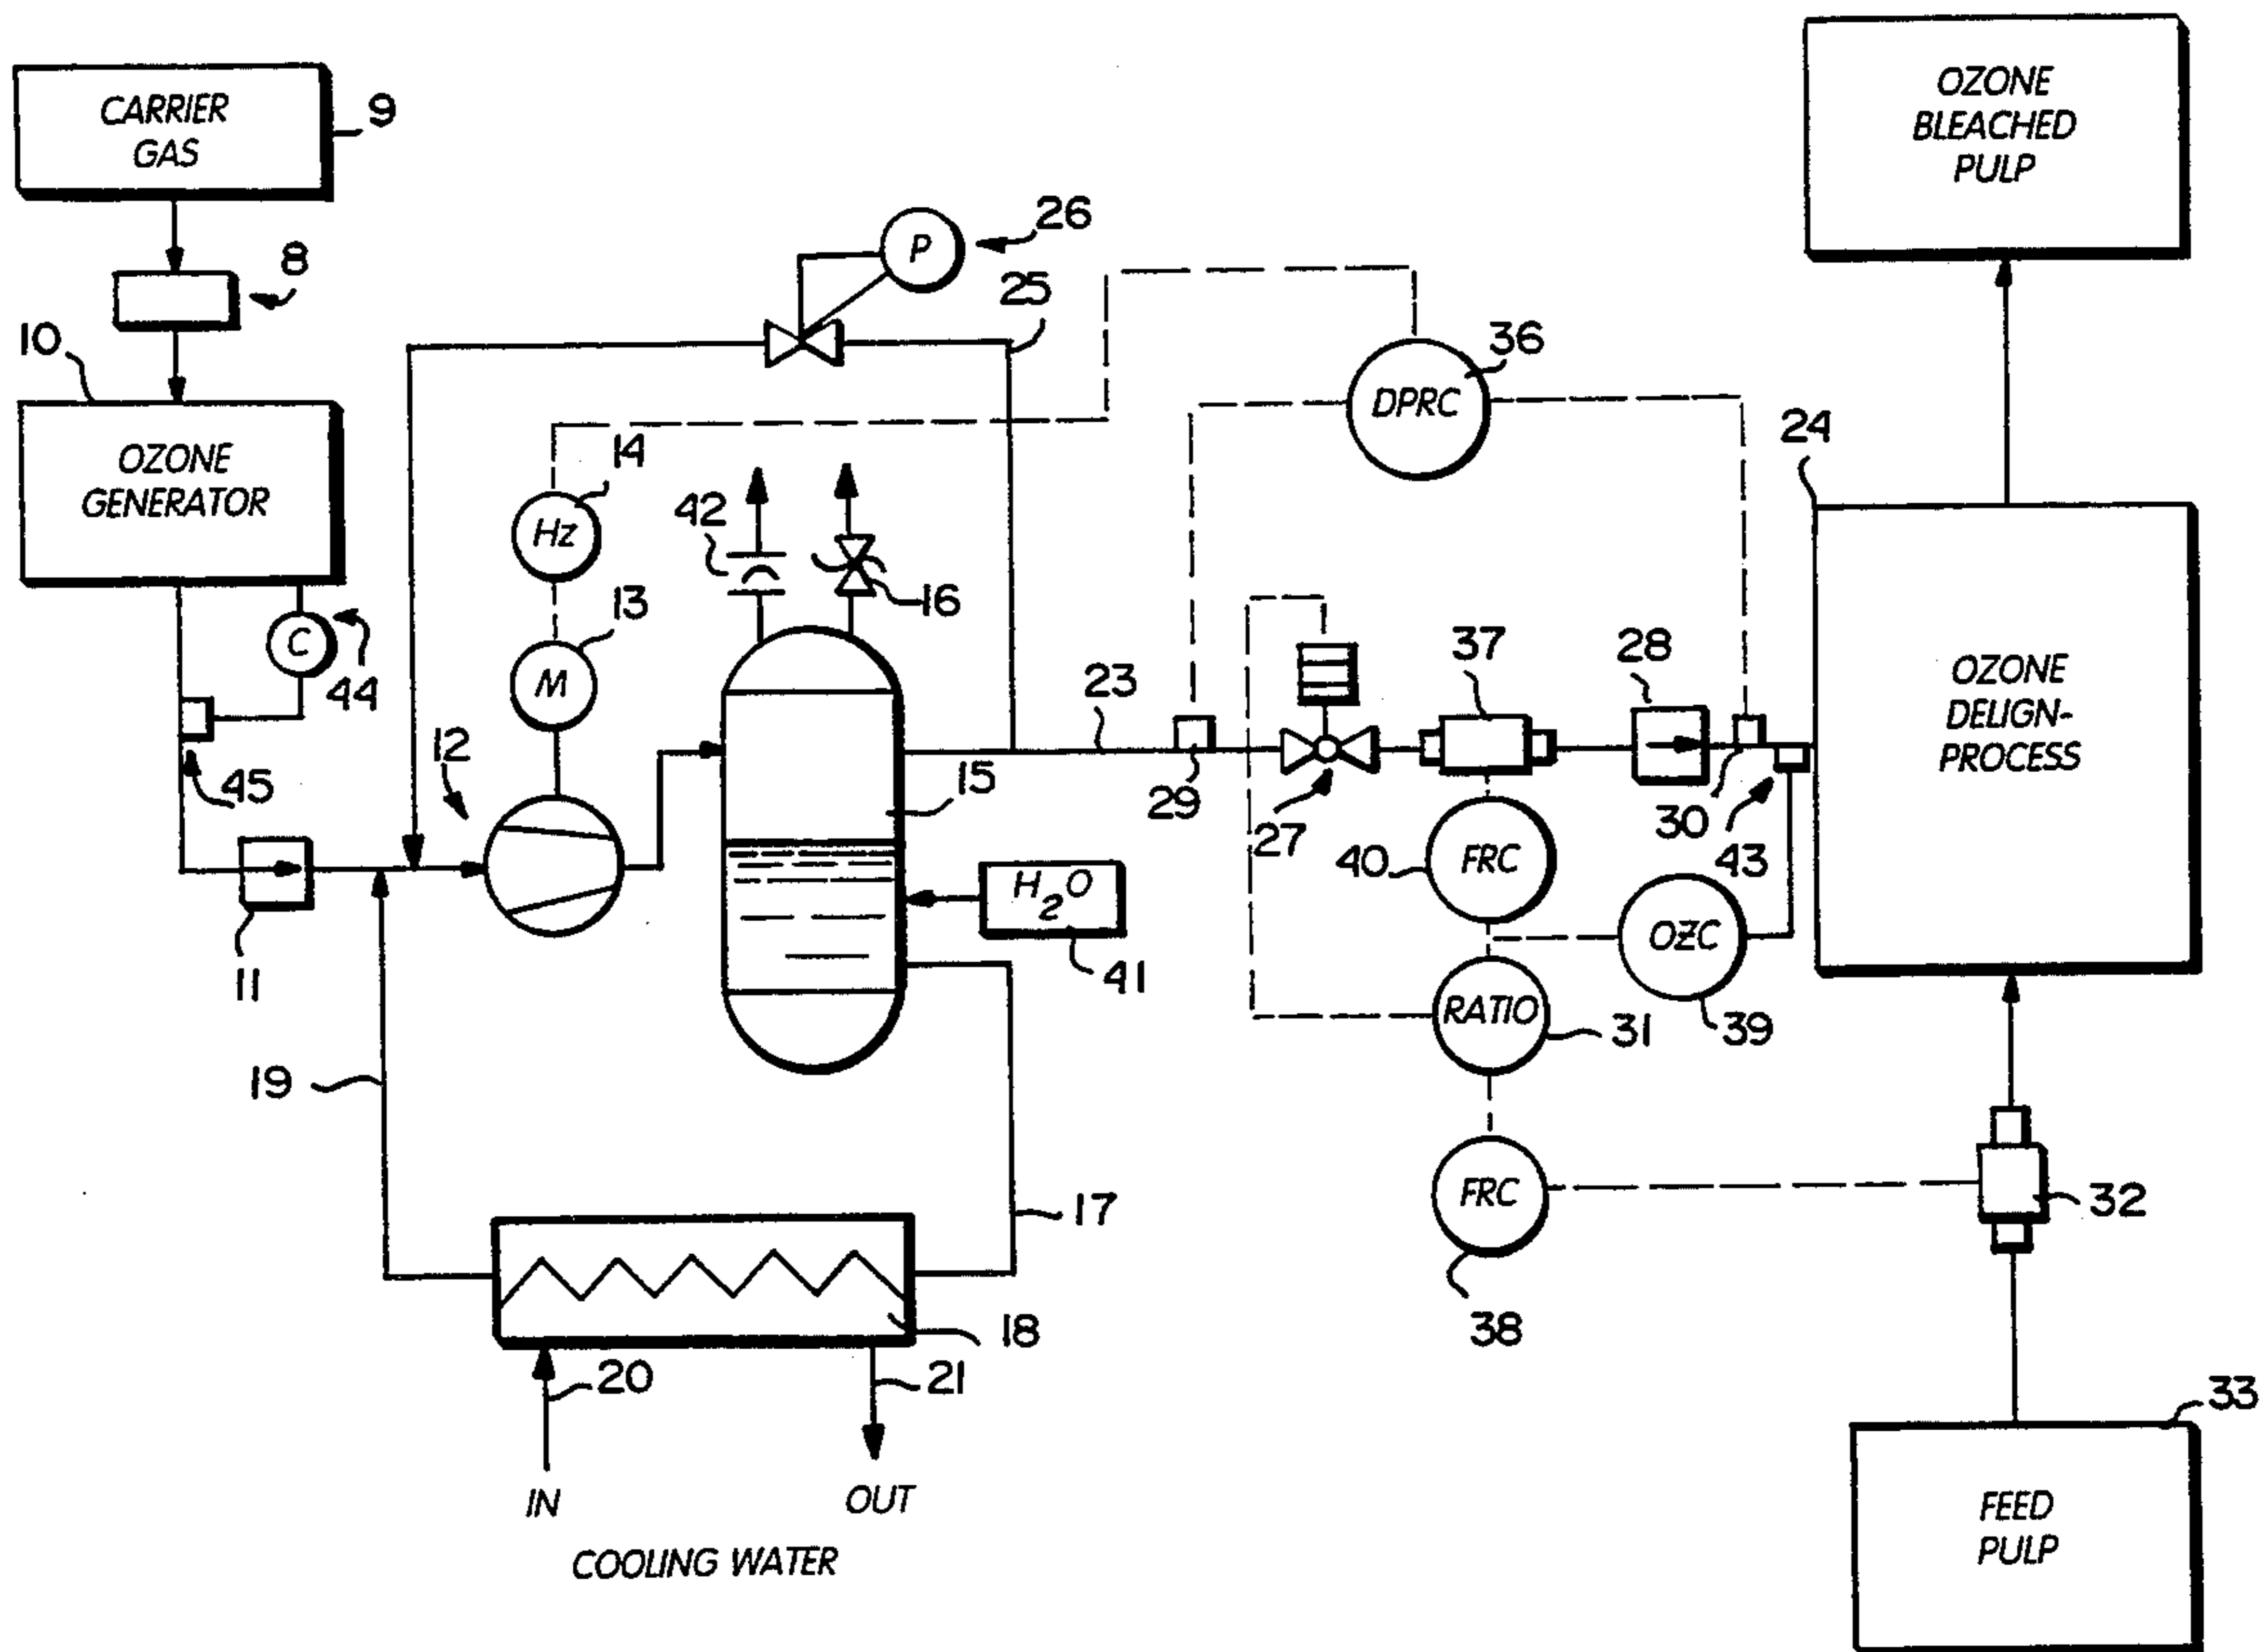 CARRIER
GAS
9
8
10
OZONE
GENERATOR
C
44
45
11
12
14
Hz
13
M
42
16
P
26
25
15
H2O
41
17
18
19
20
21
IN
OUT
COOLING WATER
23
29
27
36
DPRC
37
28
30
43
40
FRC
OZC
39
RATIO
31
FRC
38
24
OZONE
BLEACHED
PULP
OZONE
DELIGN-
PROCESS
32
33
FEED
PULP